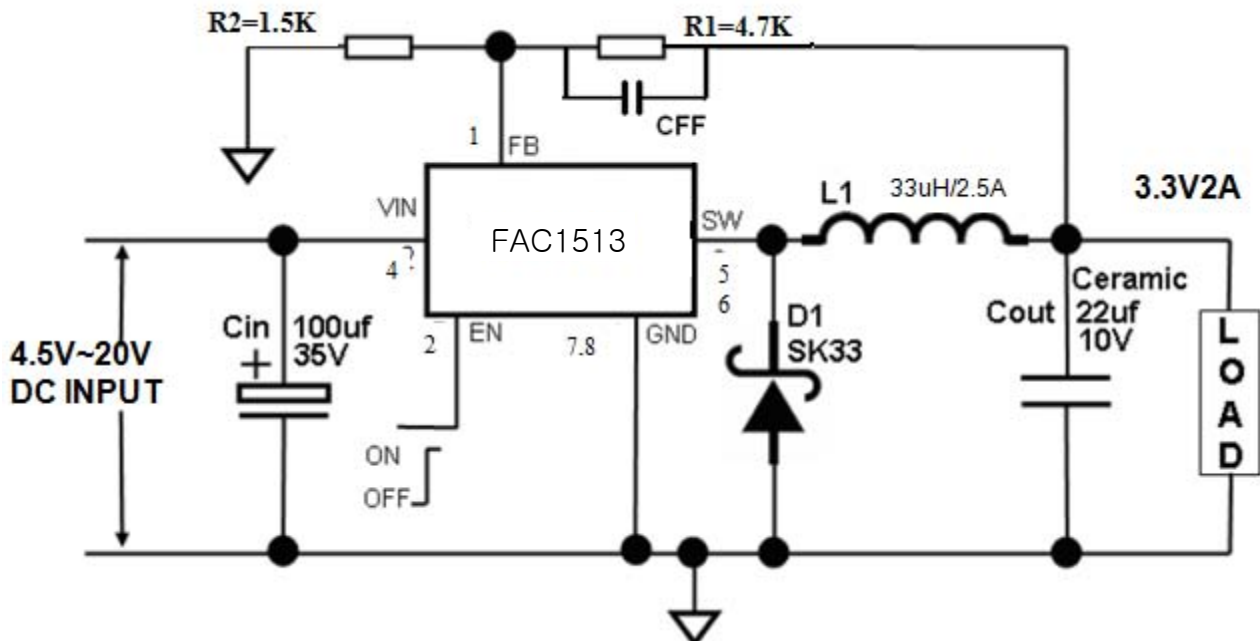 R2=1.5K
R1=4.7K
CFF
1
FB
VIN
FAC1513
SW
L1
33uH/2.5A
3.3V2A
4
5
6
Cin
100uf
35V
+
2
EN
7.8
GND
D1
SK33
Ceramic
Cout
22uf
10V
4.5V~20V
DC INPUT
ON
OFF
LOAD